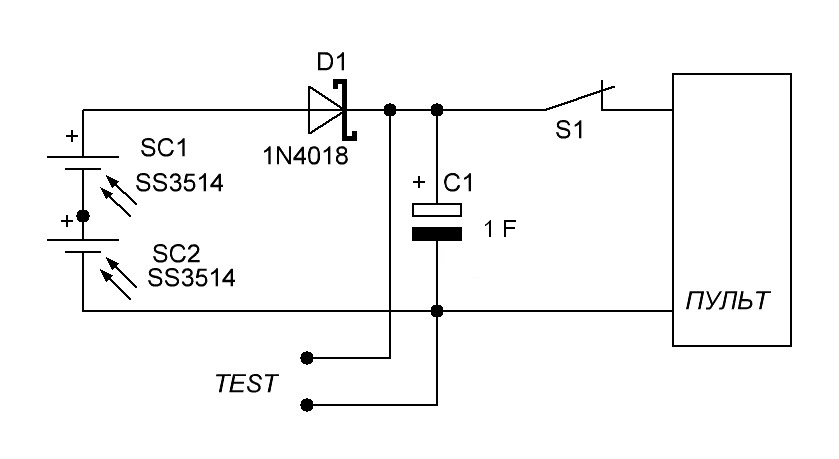 D1
1N4018
S1
+
SC1
SS3514
+
SC2
SS3514
+ C1
1 F
ПУЛЬТ
TEST